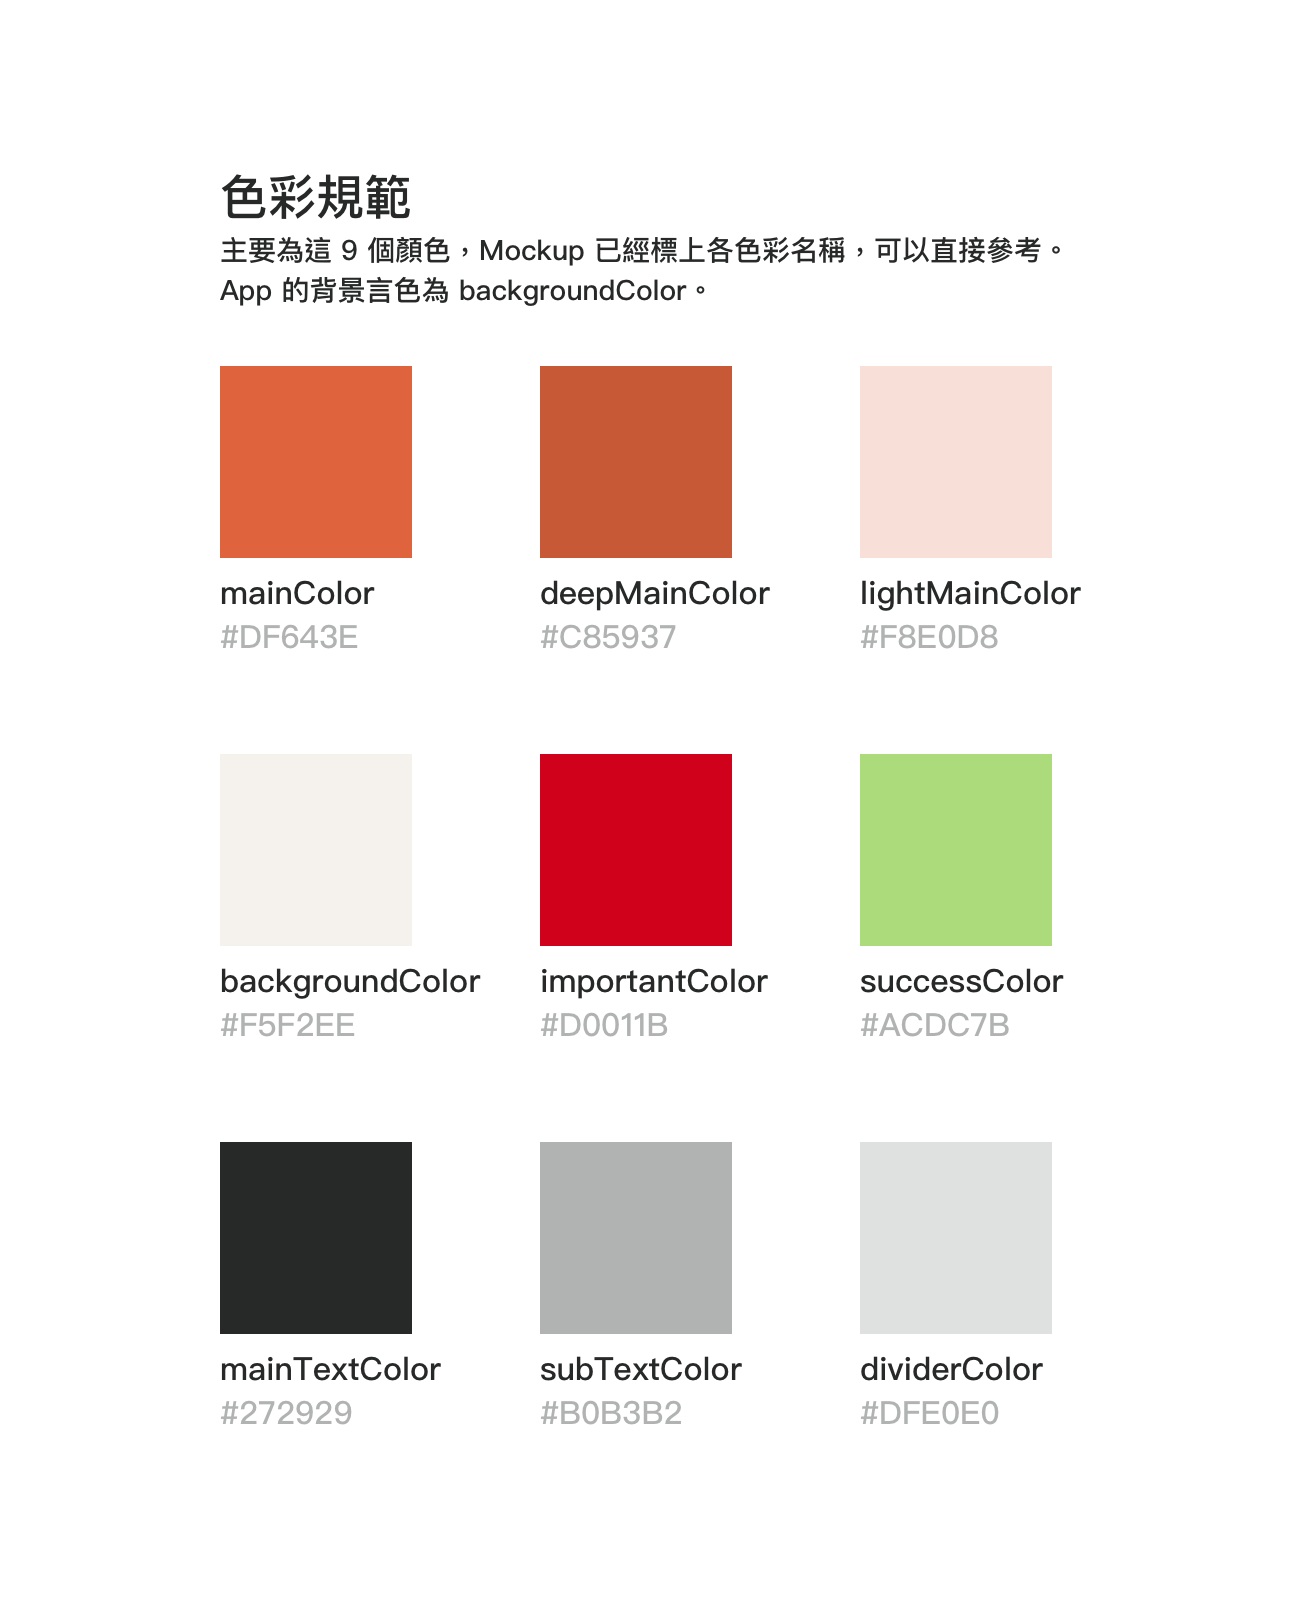 色彩規範
主要為這 9 個顏色，Mockup 已經標上各色彩名稱，可以直接參考。
App 的背景言色為 backgroundColor。
mainColor
#DF643E
deepMainColor
#C85937
lightMainColor
#F8E0D8
backgroundColor
#F5F2EE
importantColor
#D0011B
successColor
#ACDC7B
mainTextColor
#272929
subTextColor
#B0B3B2
dividerColor
#DFE0E0